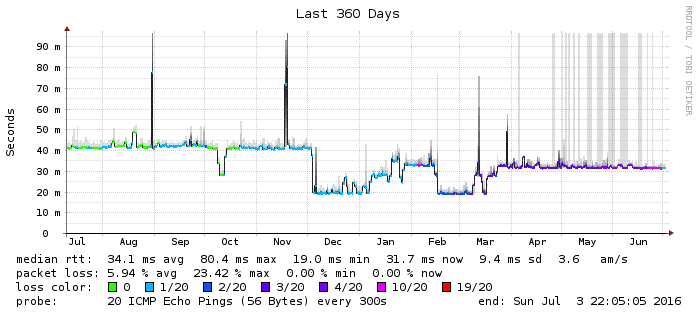 Last 360 Days
RRDTOOL / TOBI OETIKER
Seconds
90 m
80 m
70 m
60 m
50 m
40 m
30 m
20 m
10 m
0
Jul Aug Sep Oct Nov Dec Jan Feb Mar Apr May Jun
median rtt: 34.1 ms avg 80.4 ms max 19.0 ms min 31.7 ms now 9.4 ms sd 3.6 am/s
packet loss: 5.94 % avg 23.42 % max 0.00 % min 0.00 % now
loss color: 0 1/20 2/20 3/20 4/20 10/20 19/20
probe: 20 ICMP Echo Pings (56 Bytes) every 300s end: Sun Jul 3 22:05:05 2016